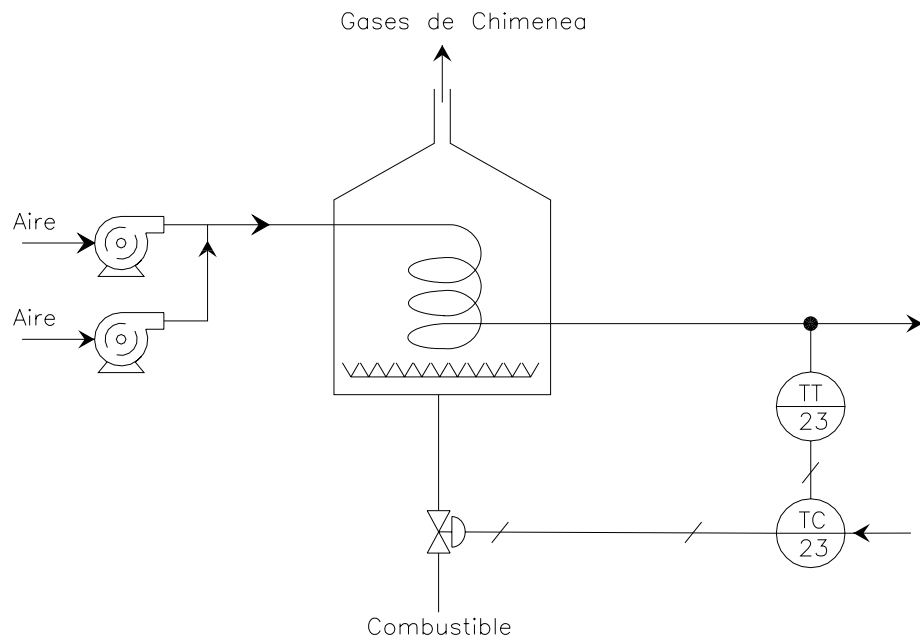 Gases de Chimenea
Aire
Aire
TT
23
TC
23
Combustible